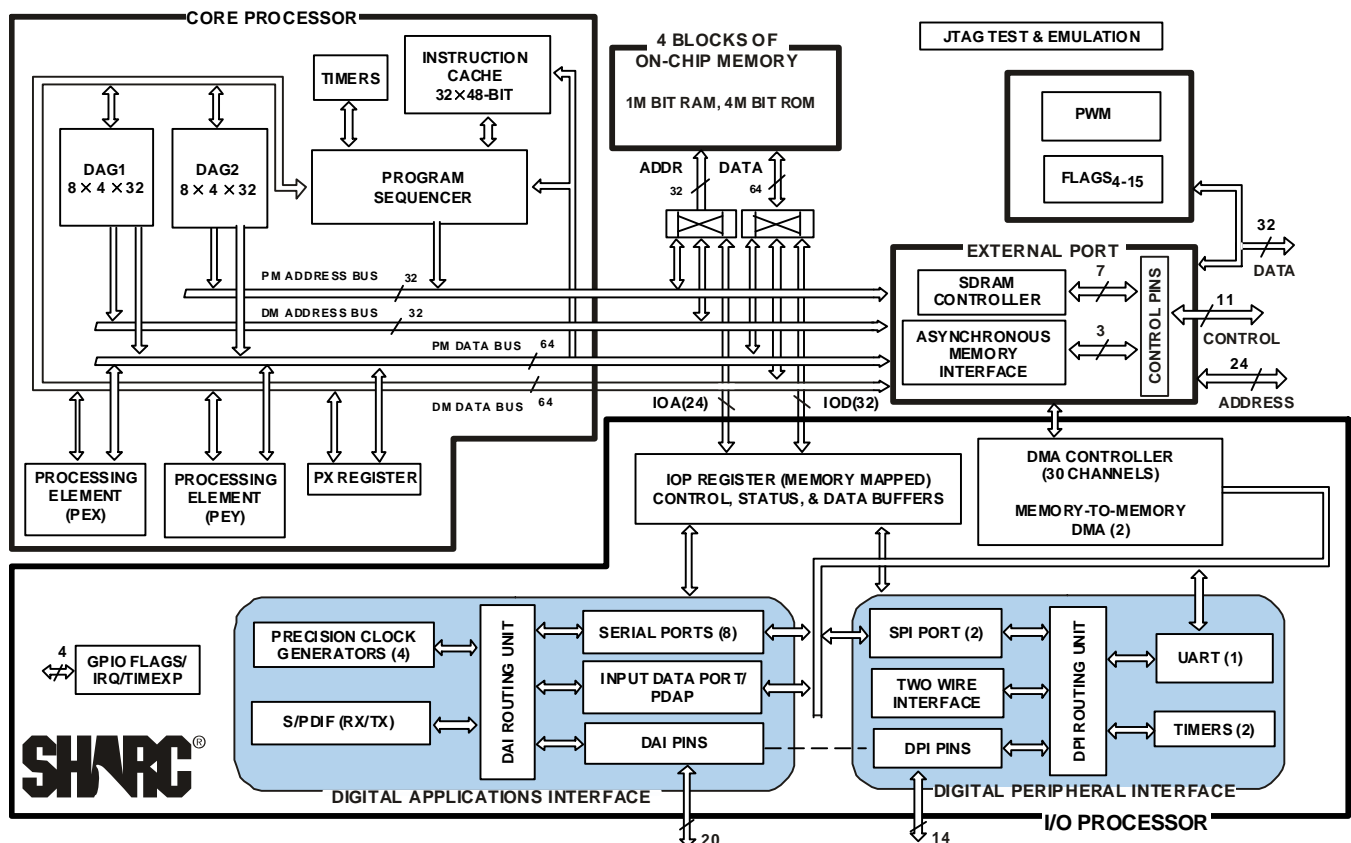 CORE PROCESSOR
TIMERS
INSTRUCTION
CACHE
32×48-BIT
DAG1
8×4×32
DAG2
8×4×32
PROGRAM
SEQUENCER
PM ADDRESS BUS
32
DM ADDRESS BUS
32
PM DATA BUS
64
DM DATA BUS
64
PROCESSING
ELEMENT
(PEX)
PROCESSING
ELEMENT
(PEY)
PX REGISTER
4 BLOCKS OF
ON-CHIP MEMORY
1M BIT RAM, 4M BIT ROM
ADDR
32
DATA
64
IOA(24)
IOD(32)
JTAG TEST & EMULATION
PWM
FLAGS4-15
EXTERNAL PORT
SDRAM
CONTROLLER
7
ASYNCHRONOUS
MEMORY
INTERFACE
3
CONTROL PINS
32
DATA
11
CONTROL
24
ADDRESS
IOP REGISTER (MEMORY MAPPED)
CONTROL, STATUS, & DATA BUFFERS
DMA CONTROLLER
(30 CHANNELS)
MEMORY-TO-MEMORY
DMA (2)
4
GPIO FLAGS/
IRQ/TIMEXP
PRECISION CLOCK
GENERATORS (4)
S/PDIF (RX/TX)
DAI ROUTING UNIT
SERIAL PORTS (8)
INPUT DATA PORT/
PDAP
DAI PINS
DIGITAL APPLICATIONS INTERFACE
20
SPI PORT (2)
TWO WIRE
INTERFACE
DPI PINS
DPI ROUTING UNIT
UART (1)
TIMERS (2)
DIGITAL PERIPHERAL INTERFACE
14
I/O PROCESSOR
SHARC®